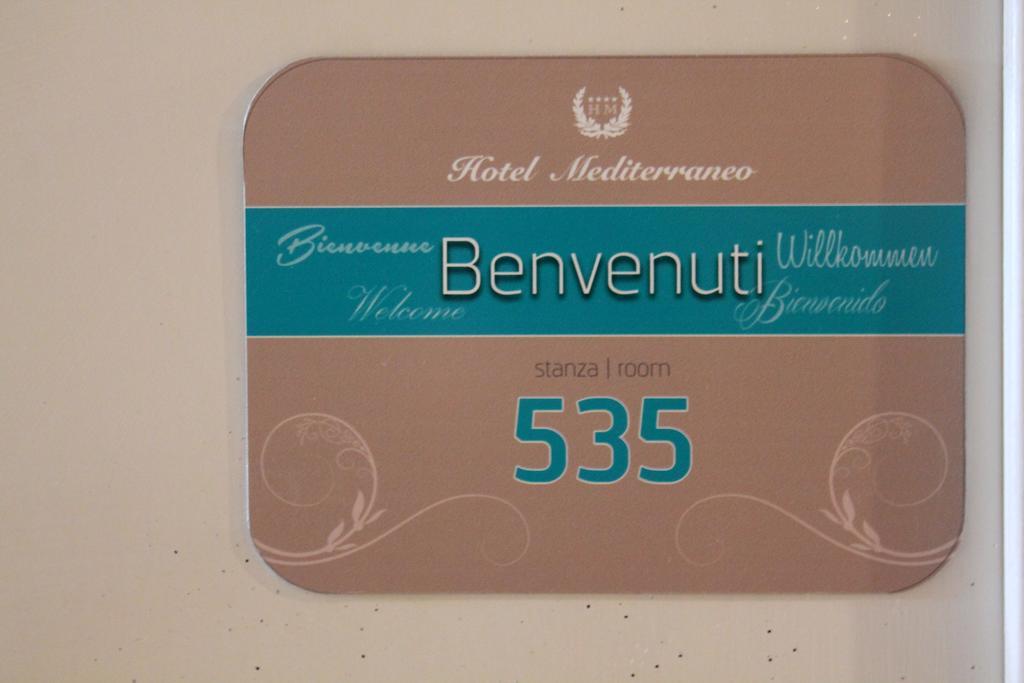 HM
Hotel Mediterraneo
Bienvenue Benvenuti Willkommen
Welcome Bienvenido
stanza | room
535